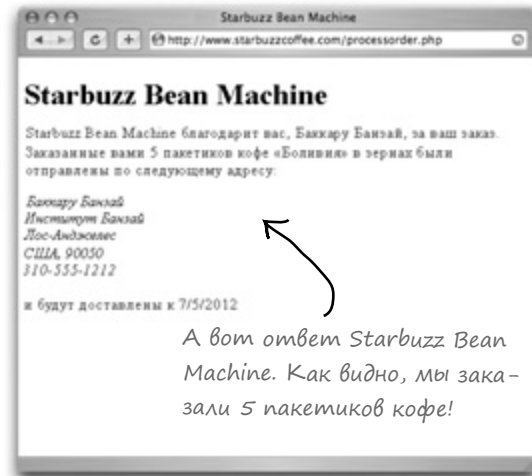 Starbuzz Bean Machine
http://www.starbuzzcoffee.com/processorder.php
Starbuzz Bean Machine
Starbuzz Bean Machine благодарит вас, Баккару Банзай, за ваш заказ.
Заказанные вами 5 пакетиков кофе «Боливия» в зернах были
отправлены по следующему адресу:
Баккару Банзай
Институт Банзай
Лос-Анджелес
США, 90050
310-555-1212
и будут доставлены к 7/5/2012
А вот ответ Starbuzz Bean
Machine. Как видно, мы зака-
зали 5 пакетиков кофе!